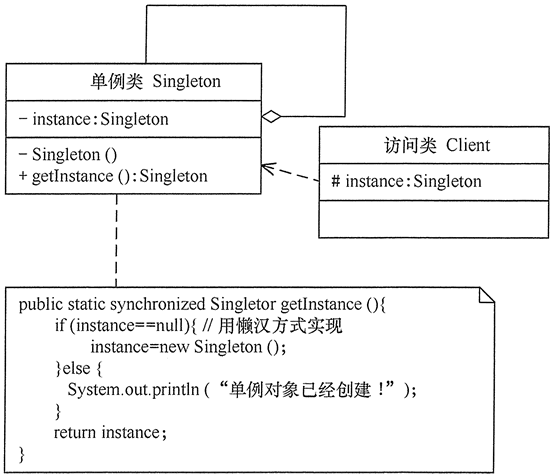 单例类 Singleton
- instance:Singleton
- Singleton ()
+ getInstance ():Singleton
访问类 Client
# instance:Singleton
public static synchronized Singletor getInstance (){
if (instance==null){ // 用懒汉方式实现
instance=new Singleton ();
}else {
System.out.println (“单例对象已经创建！”);
}
return instance;
}